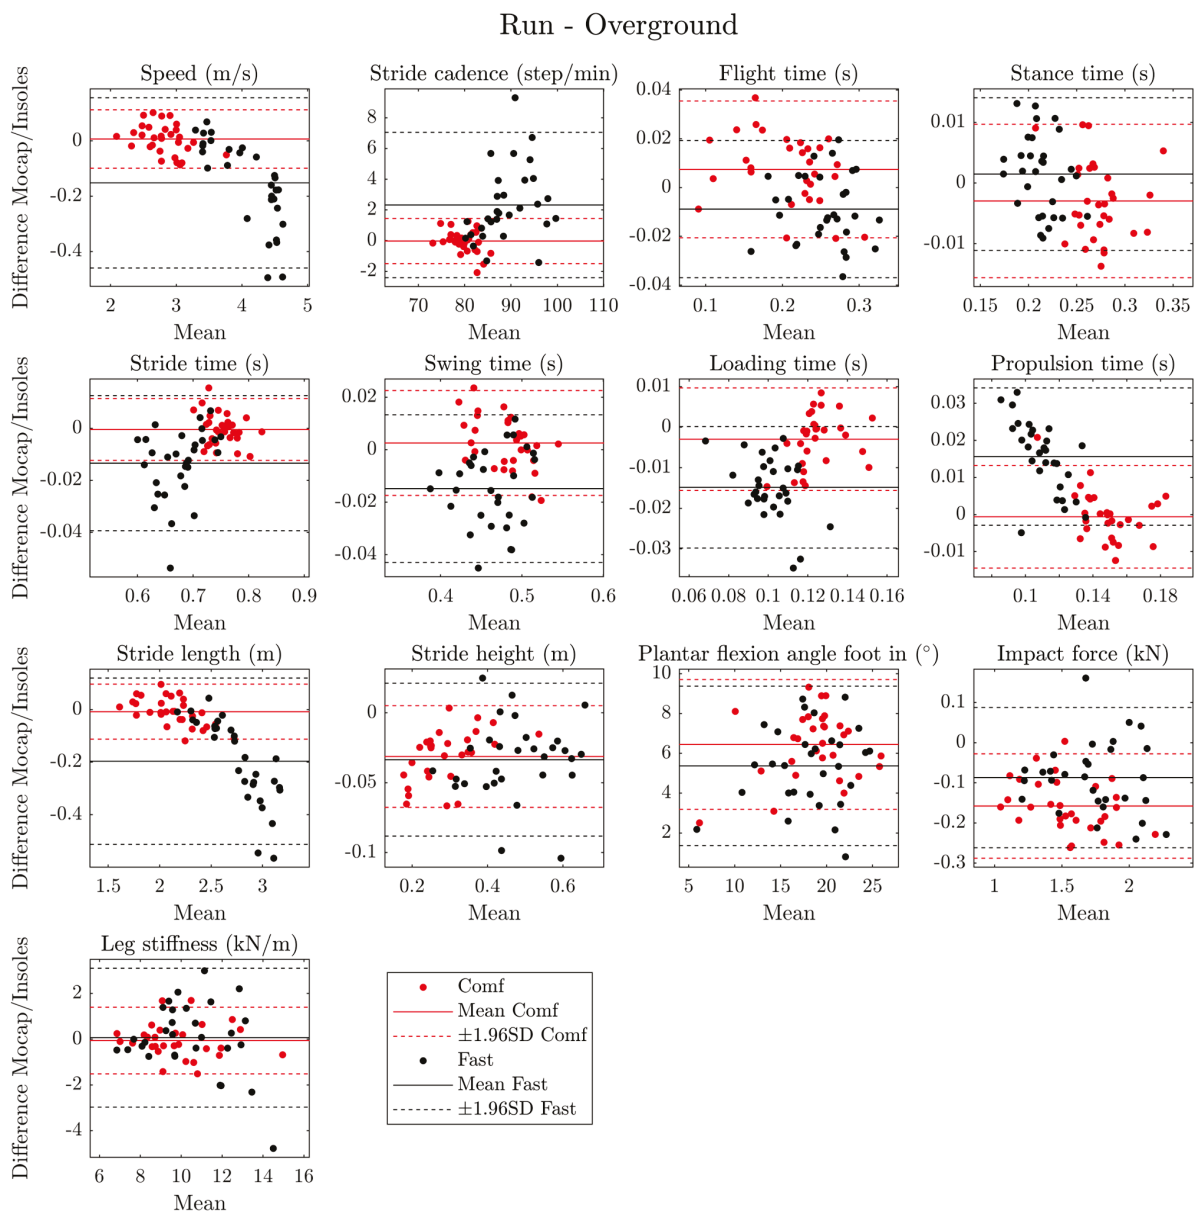 Run - Overground
Speed (m/s)
Stride cadence (step/min)
Flight time (s)
Stance time (s)
Difference Mocap/Insoles
0
-0.2
-0.4
2 3 4 5
Mean
8
6
4
2
0
-2
70 80 90 100 110
Mean
0.04
0.02
0
-0.02
-0.04
0.1 0.2 0.3
Mean
0.01
0
-0.01
0.15 0.2 0.25 0.3 0.35
Mean
Stride time (s)
Swing time (s)
Loading time (s)
Propulsion time (s)
Difference Mocap/Insoles
0
-0.02
-0.04
0.6 0.7 0.8 0.9
Mean
0.02
0
-0.02
-0.04
0.4 0.5 0.6
Mean
0.01
0
-0.01
-0.02
-0.03
0.06 0.08 0.1 0.12 0.14 0.16
Mean
0.03
0.02
0.01
0
-0.01
0.1 0.14 0.18
Mean
Stride length (m)
Stride height (m)
Plantar flexion angle foot in (°)
Impact force (kN)
Difference Mocap/Insoles
0
-0.2
-0.4
1.5 2 2.5 3
Mean
0
-0.05
-0.1
0.2 0.4 0.6
Mean
10
8
6
4
2
5 10 15 20 25
Mean
0.1
0
-0.1
-0.2
-0.3
1 1.5 2
Mean
Leg stiffness (kN/m)
Difference Mocap/Insoles
2
0
-2
-4
6 8 10 12 14 16
Mean
Comf
Mean Comf
±1.96SD Comf
Fast
Mean Fast
±1.96SD Fast